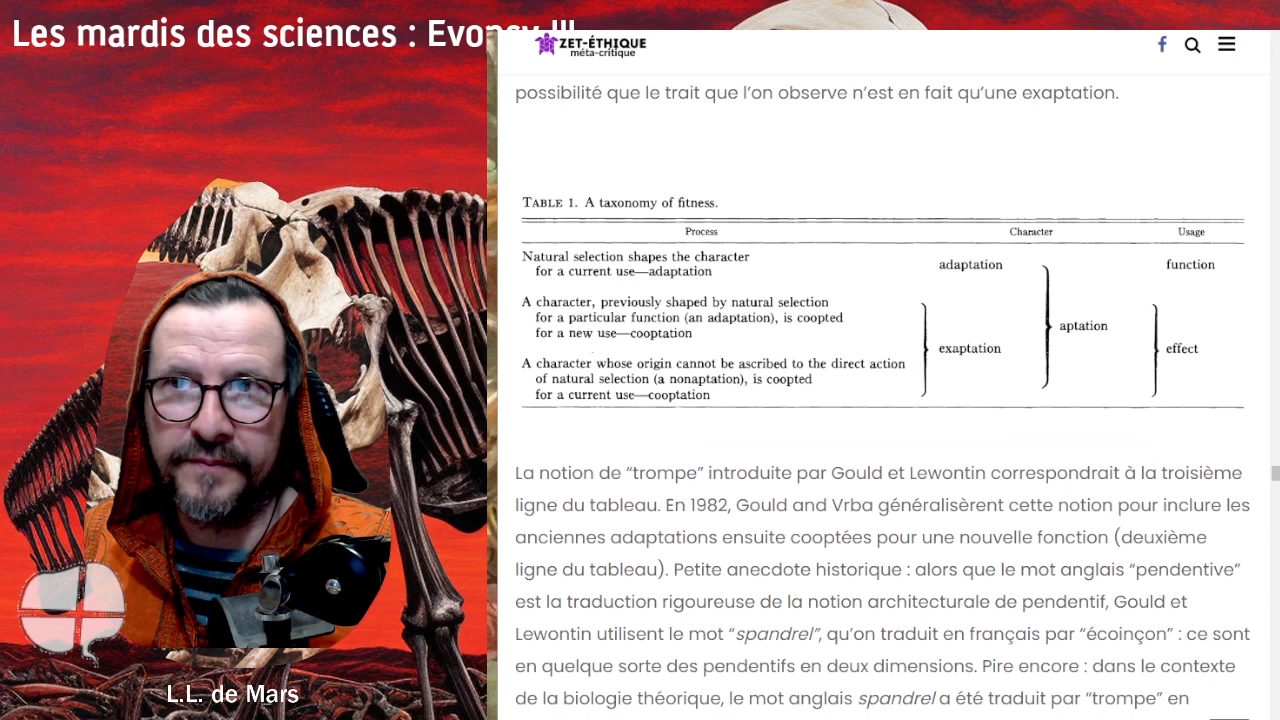 Les mardis des sciences : Evopsy III
ZET-ÉTHIQUE
méta-critique
possibilité que le trait que l’on observe n’est en fait qu’une exaptation.
TABLE 1. A taxonomy of fitness.
Process Character Usage
Natural selection shapes the character
for a current use—adaptation
adaptation
function
A character, previously shaped by natural selection
for a particular function (an adaptation), is coopted
for a new use—cooptation
aptation
exaptation
effect
A character whose origin cannot be ascribed to the direct action
of natural selection (a nonaptation), is coopted
for a current use—cooptation
La notion de “trompe” introduite par Gould et Lewontin correspondrait à la troisième
ligne du tableau. En 1982, Gould and Vrba généralisèrent cette notion pour inclure les
anciennes adaptations ensuite cooptées pour une nouvelle fonction (deuxième
ligne du tableau). Petite anecdote historique : alors que le mot anglais “pendentive”
est la traduction rigoureuse de la notion architecturale de pendentif, Gould et
Lewontin utilisent le mot “spandrel”, qu’on traduit en français par “écoinçon” : ce sont
en quelque sorte des pendentifs en deux dimensions. Pire encore : dans le contexte
de la biologie théorique, le mot anglais spandrel a été traduit par “trompe” en
L.L. de Mars